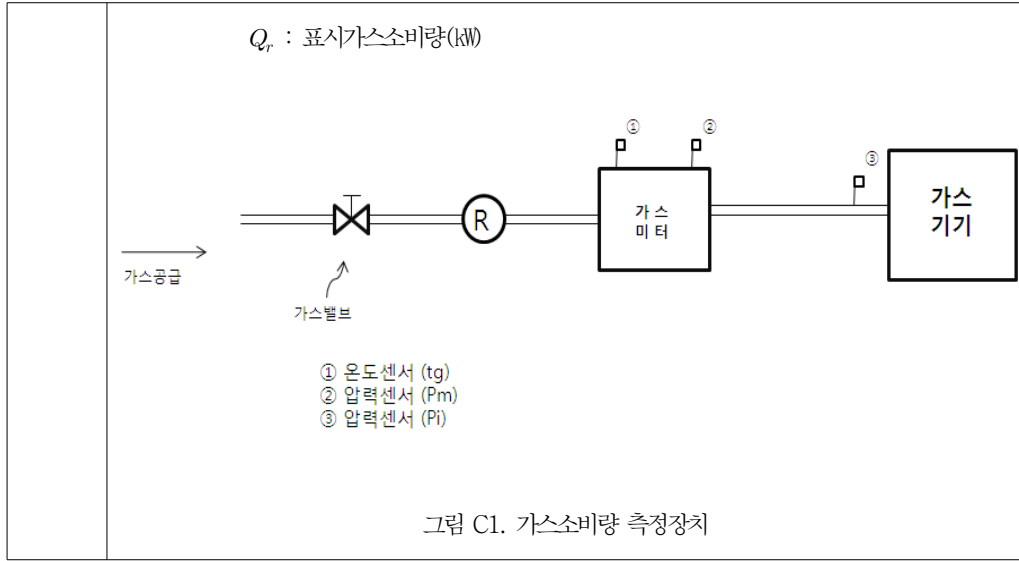 Qr : 표시가스소비량(㎾)
① ②
③
가스
기기
가 스
미 터
R
가스공급
가스밸브
① 온도센서 (tg)
② 압력센서 (Pm)
③ 압력센서 (Pi)
그림 C1. 가스소비량 측정장치